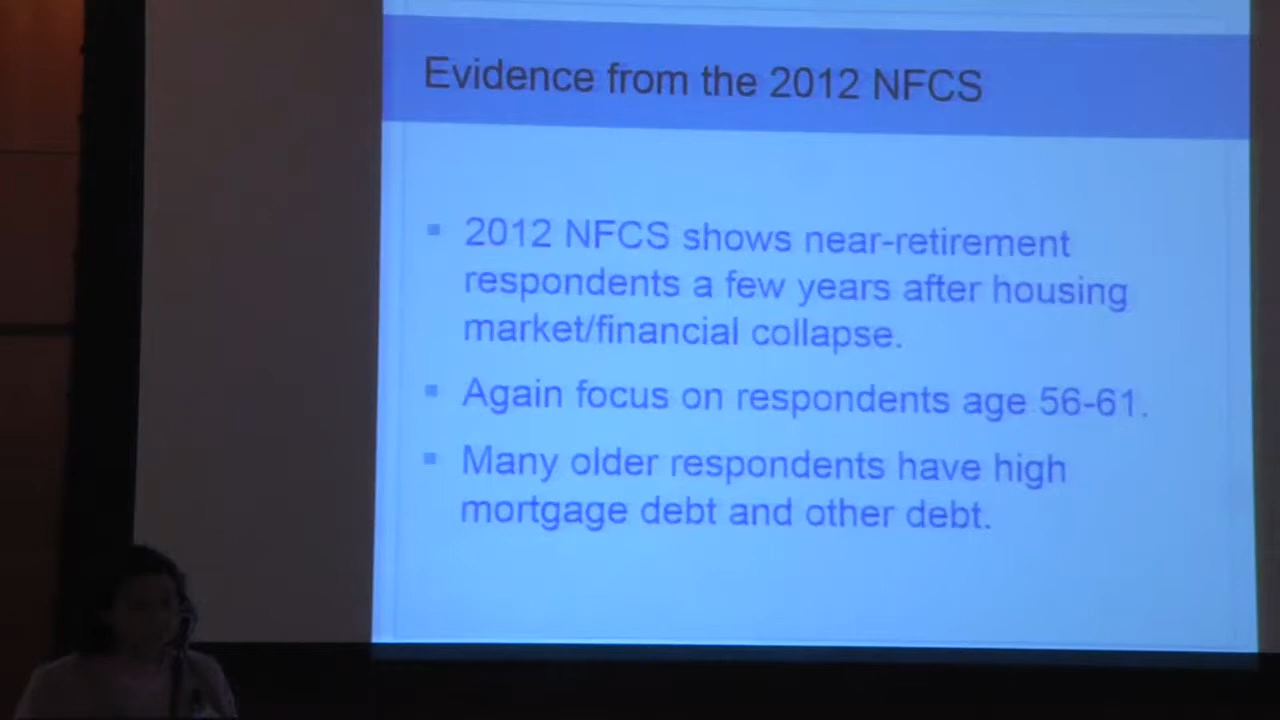 Evidence from the 2012 NFCS
▪ 2012 NFCS shows near-retirement
respondents a few years after housing
market/financial collapse.
▪ Again focus on respondents age 56-61.
▪ Many older respondents have high
mortgage debt and other debt.